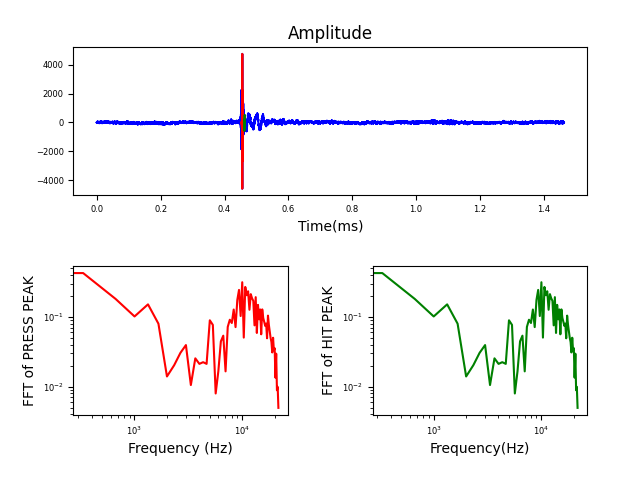 Amplitude
4000
2000
0
−2000
−4000
0.0 0.2 0.4 0.6 0.8 1.0 1.2 1.4
Time(ms)
FFT of PRESS PEAK
10⁻¹
10⁻²
10³ 10⁴
Frequency (Hz)
FFT of HIT PEAK
10⁻¹
10⁻²
10³ 10⁴
Frequency(Hz)